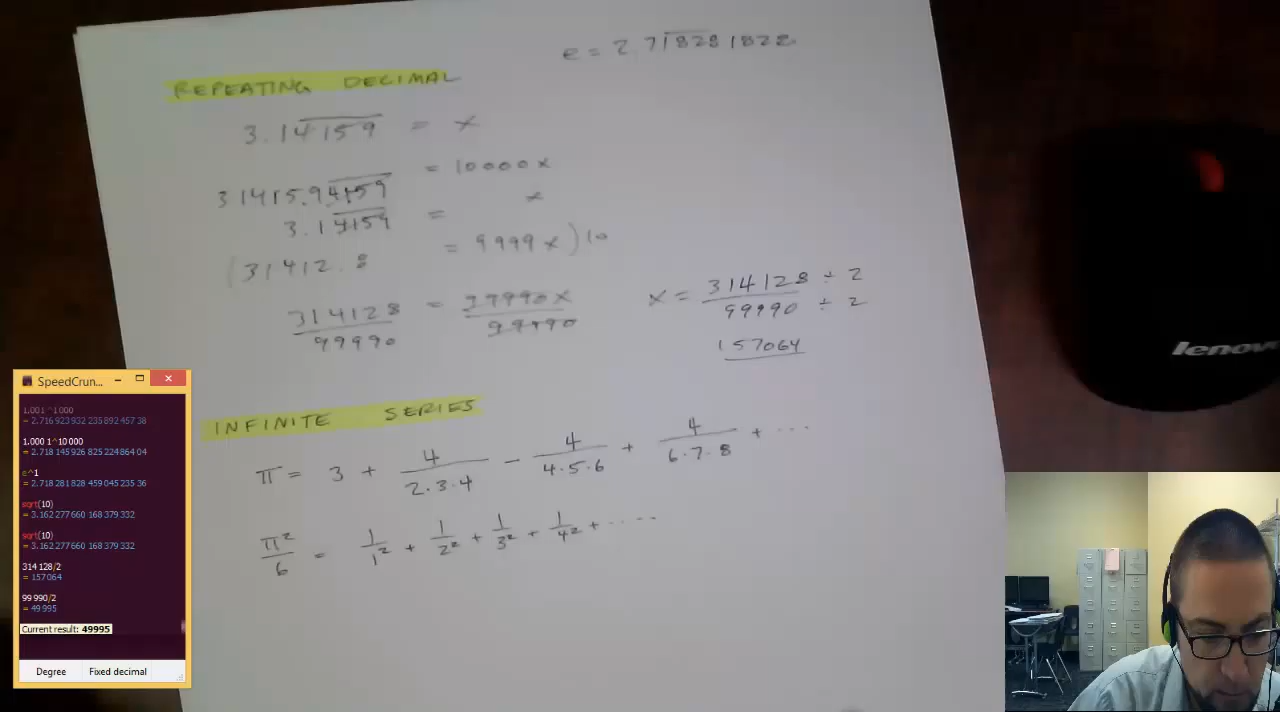 e = 2.718281828
REPEATING DECIMAL
3.14159 = x
31415.94159 = 10000x
3.14159 = x
(31412.8 = 9999x)10
314128 / 99990 = 99990x / 99990
x = 314128 ÷ 2 / 99990 ÷ 2
157064
INFINITE SERIES
π = 3 + 4/2·3·4 - 4/4·5·6 + 4/6·7·8 + ···
π²/6 = 1/1² + 1/2² + 1/3² + 1/4² + ·····
lenovo
SpeedCrun...
1.001^1000
= 2.716 923 932 235 892 457 38
1.000 1^10 000
= 2.718 145 926 825 224 864 04
e^1
= 2.718 281 828 459 045 235 36
sqrt(10)
= 3.162 277 660 168 379 332
sqrt(10)
= 3.162 277 660 168 379 332
314 128/2
= 157 064
99 990/2
= 49 995
Current result: 49995
Degree Fixed decimal